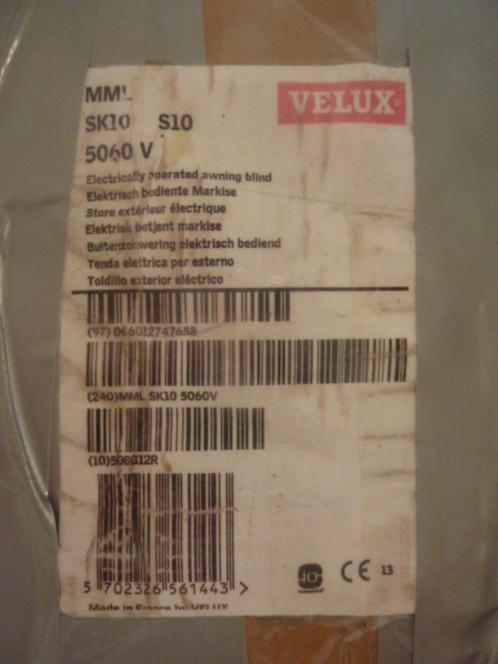 MML
VELUX
SK10 S10
5060 V
Electrically operated awning blind
Elektrisch bediente Markise
Store extérieur électrique
Elektrisk betjent markise
Buitenzonwering elektrisch bediend
Tenda elettrica per esterno
Toldillo exterior eléctrico
(97) 006012747658
(240)MML SK10 5060V
(10)508012R
5 702326 561443 >
CE 13
Made in France by VELUX